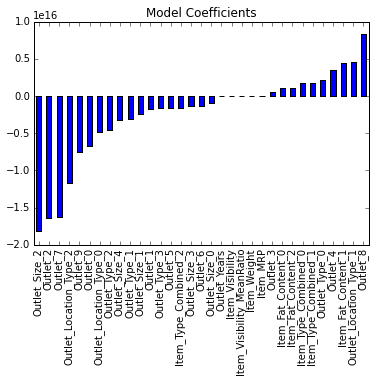 Model Coefficients
1e16
1.0
0.5
0.0
−0.5
−1.0
−1.5
−2.0
Outlet_Size_2
Outlet_2
Outlet_7
Outlet_Location_Type_2
Outlet_9
Outlet_0
Outlet_Location_Type_0
Outlet_Type_2
Outlet_Size_4
Outlet_Type_1
Outlet_Size_1
Outlet_1
Outlet_Type_3
Outlet_5
Item_Type_Combined_2
Outlet_Size_3
Outlet_6
Outlet_Size_0
Outlet_Years
Item_Visibility
Item_Visibility_MeanRatio
Item_Weight
Item_MRP
Outlet_3
Item_Fat_Content_0
Item_Fat_Content_2
Item_Type_Combined_0
Item_Type_Combined_1
Outlet_Type_0
Outlet_4
Item_Fat_Content_1
Outlet_Location_Type_1
Outlet_8